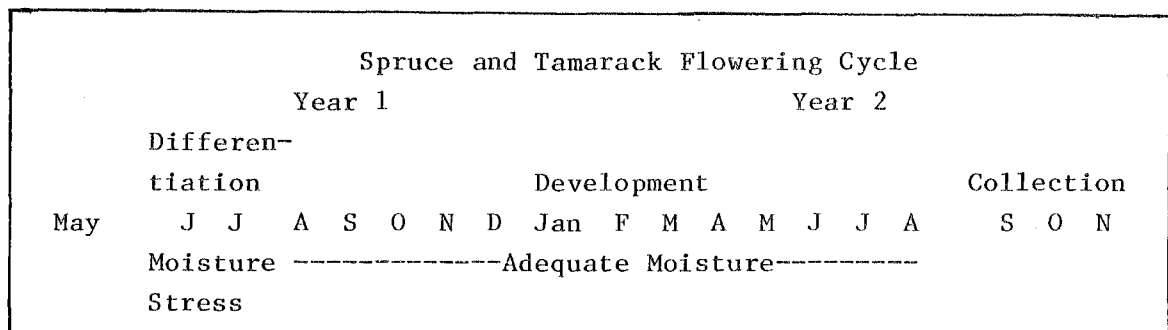 Spruce and Tamarack Flowering Cycle
Year 1 Year 2
Differen-
tiation Development Collection
May J J A S O N D Jan F M A M J J A S O N
Moisture -------------Adequate Moisture---------
Stress